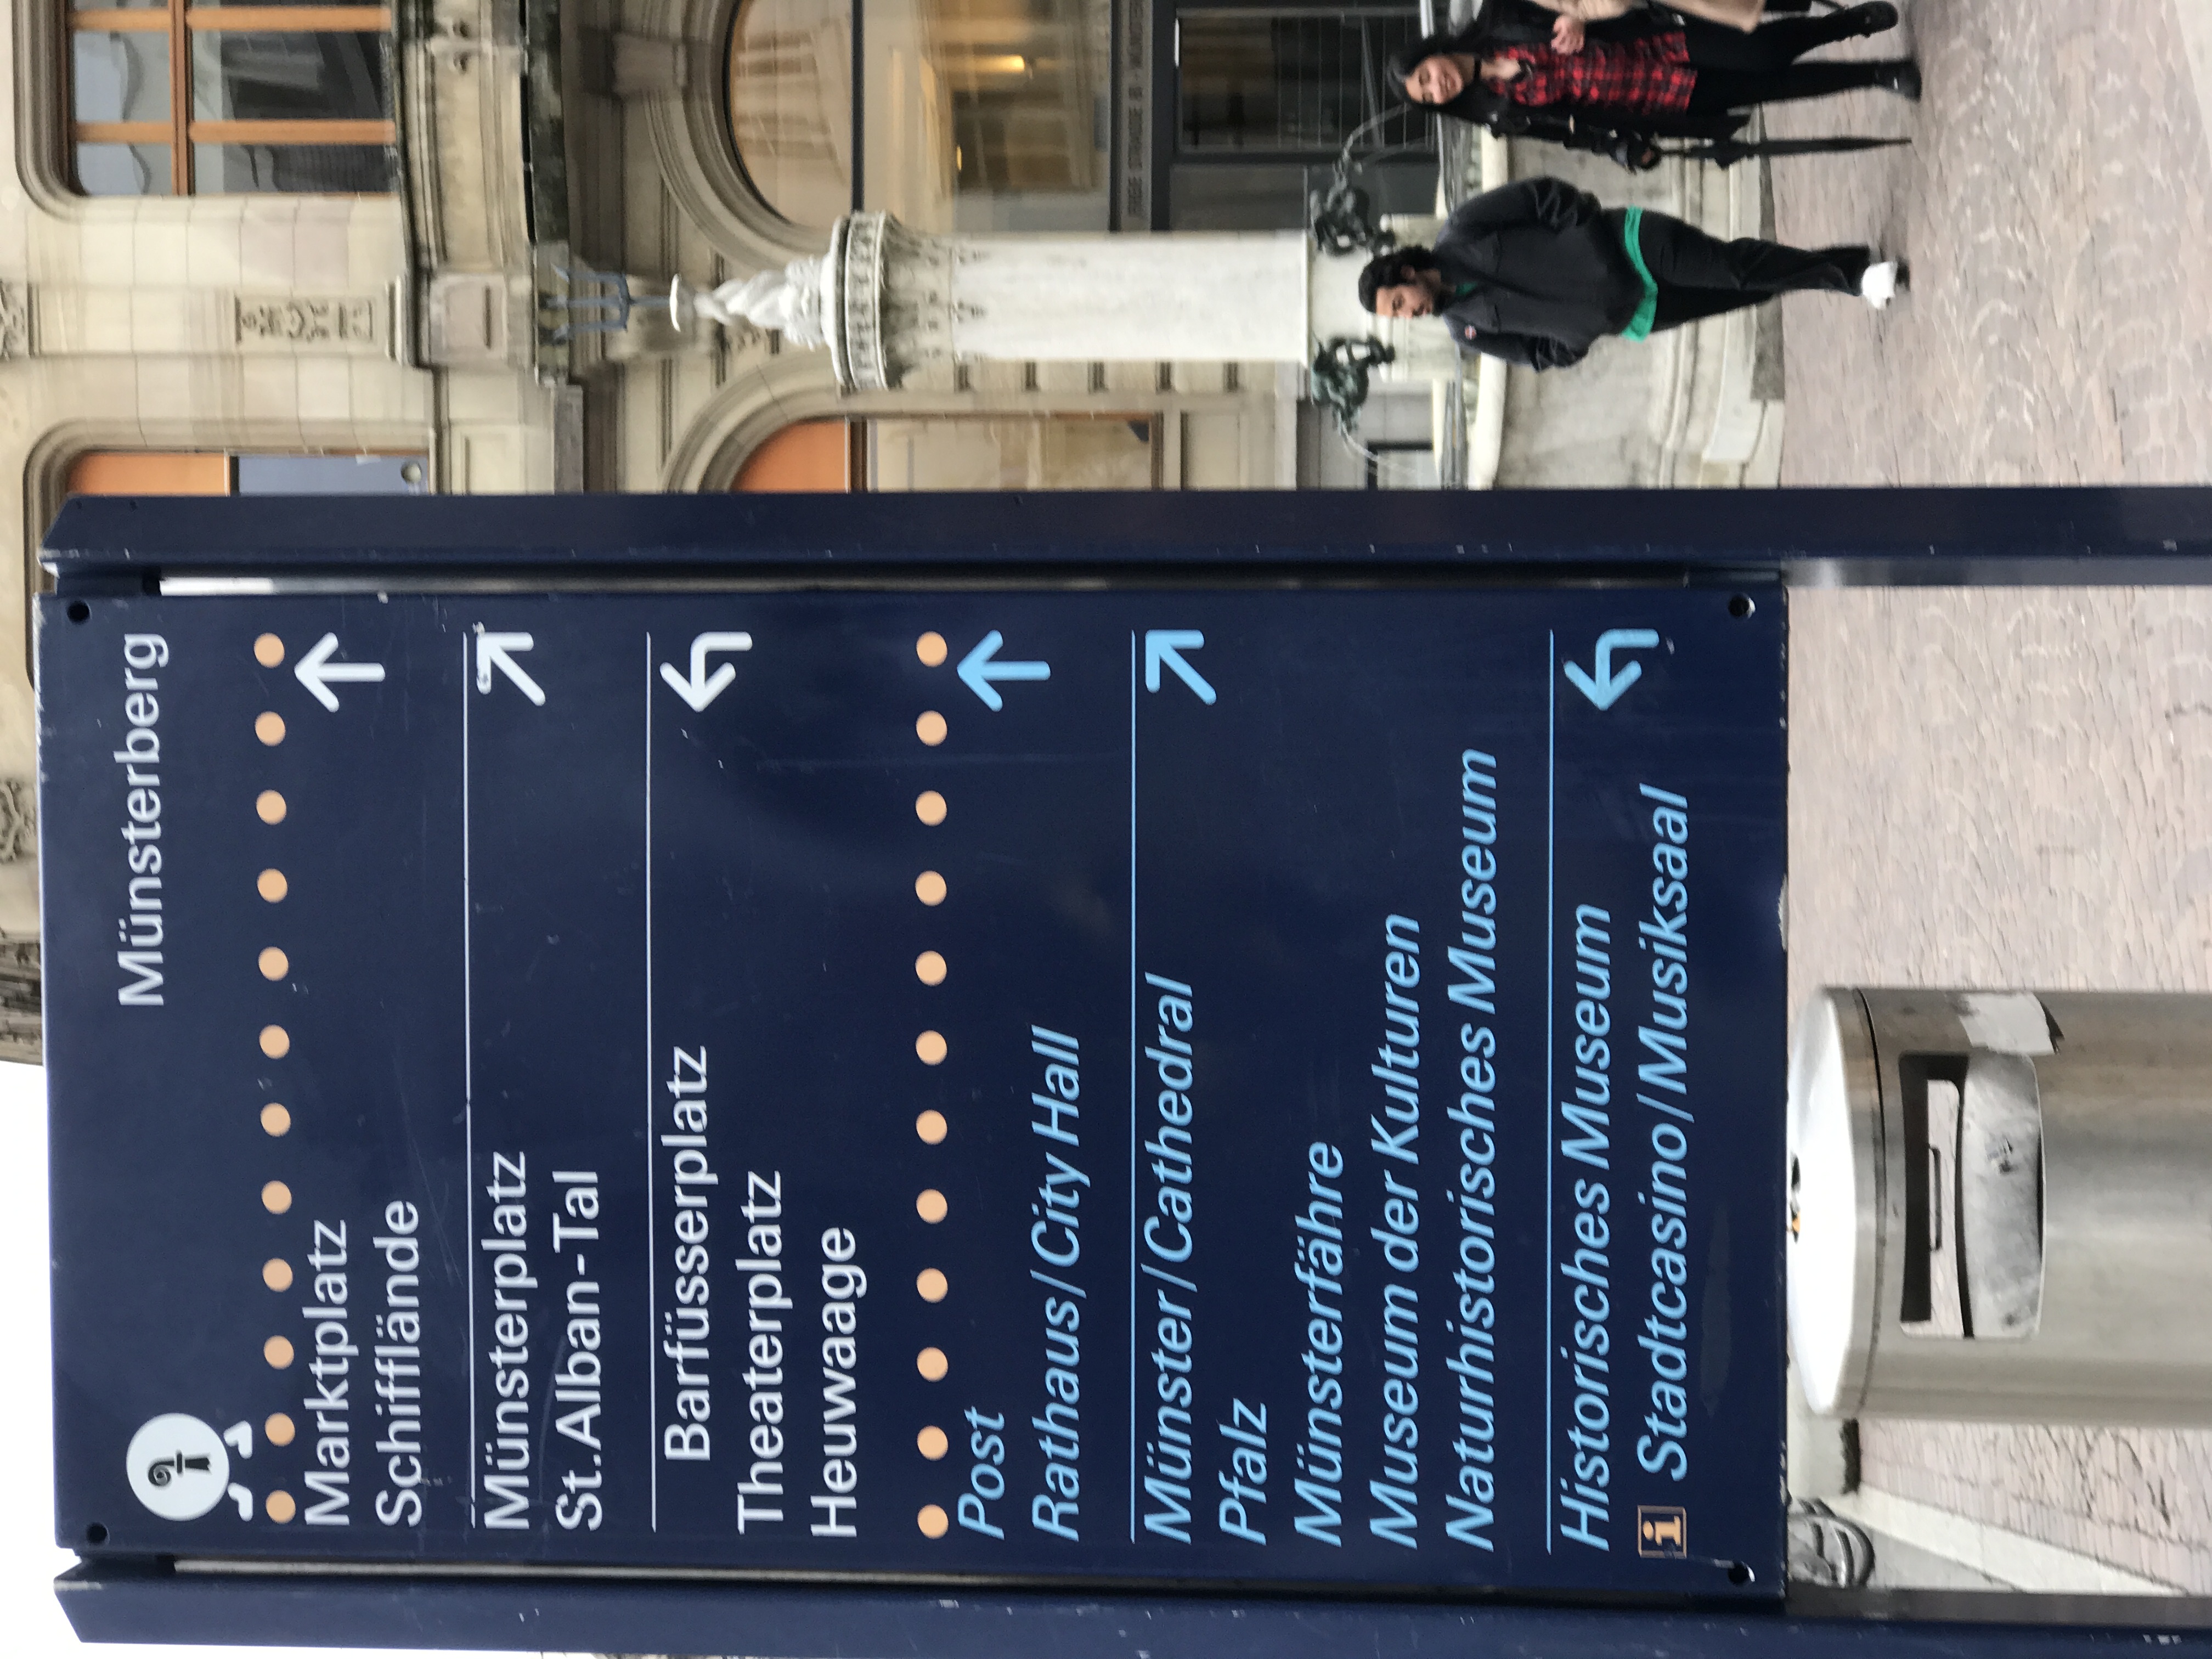 Münsterberg
Marktplatz
Schifflände
Münsterplatz
St.Alban-Tal
Barfüsserplatz
Theaterplatz
Heuwaage
Post
Rathaus/City Hall
Münster/Cathedral
Pfalz
Münsterfähre
Museum der Kulturen
Naturhistorisches Museum
Historisches Museum
i Stadtcasino/Musiksaal